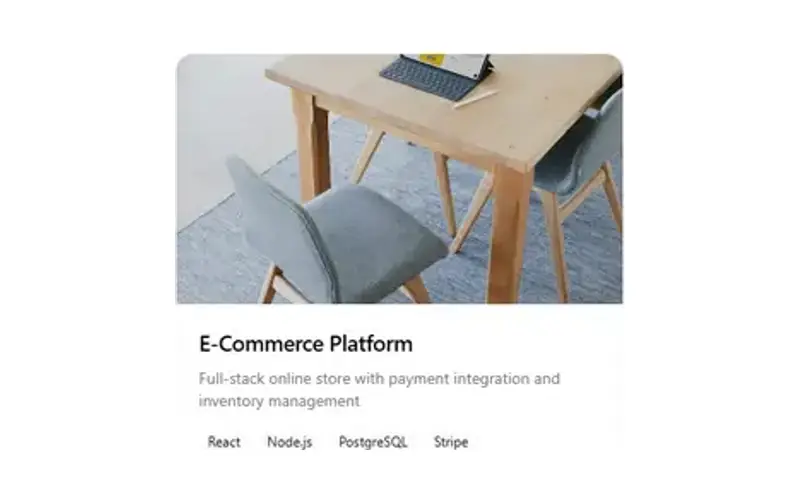 E-Commerce Platform
Full-stack online store with payment integration and
inventory management
React Node.js PostgreSQL Stripe